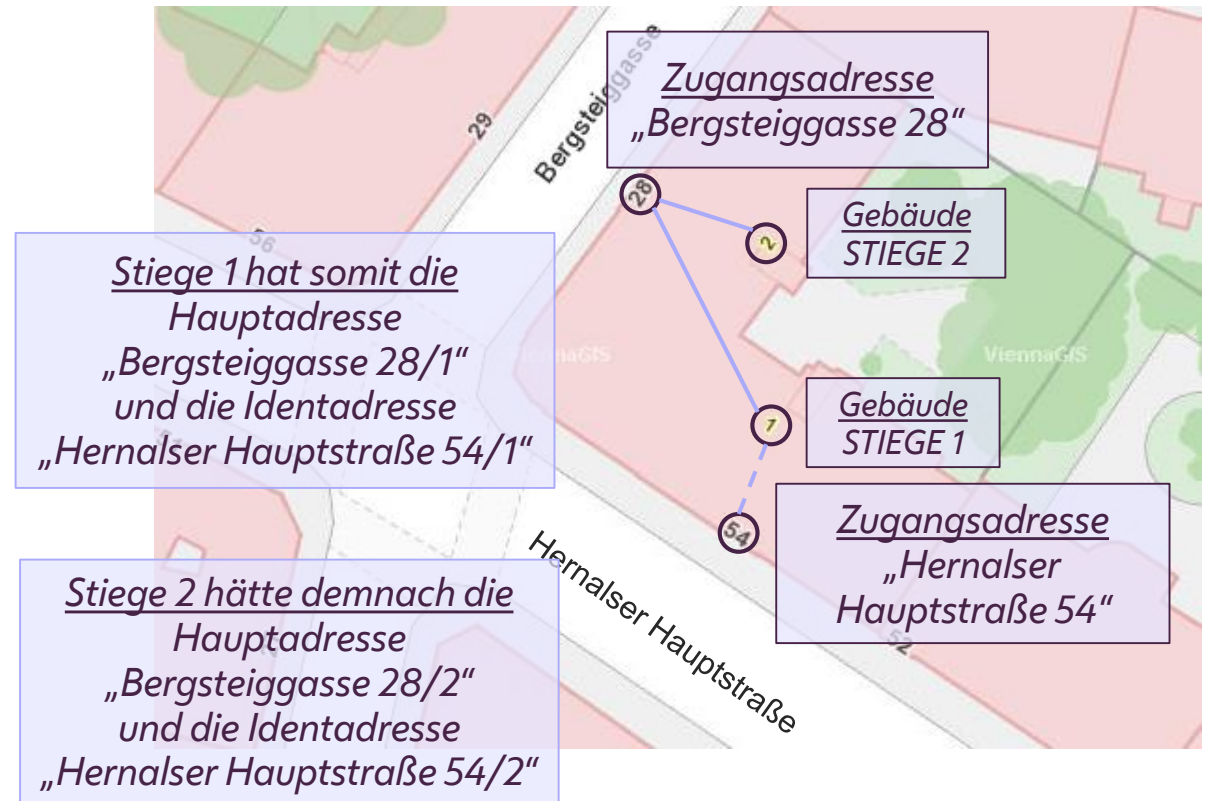 Bergsteiggasse
29
Zugangsadresse
„Bergsteiggasse 28“
28
2
Gebäude
STIEGE 2
56
Stiege 1 hat somit die
Hauptadresse
„Bergsteiggasse 28/1“
und die Identadresse
„Hernalser Hauptstraße 54/1“
ViennaGIS
ViennaGIS
1
Gebäude
STIEGE 1
54
Zugangsadresse
„Hernalser
Hauptstraße 54“
52
Hernalser Hauptstraße
Stiege 2 hätte demnach die
Hauptadresse
„Bergsteiggasse 28/2“
und die Identadresse
„Hernalser Hauptstraße 54/2“